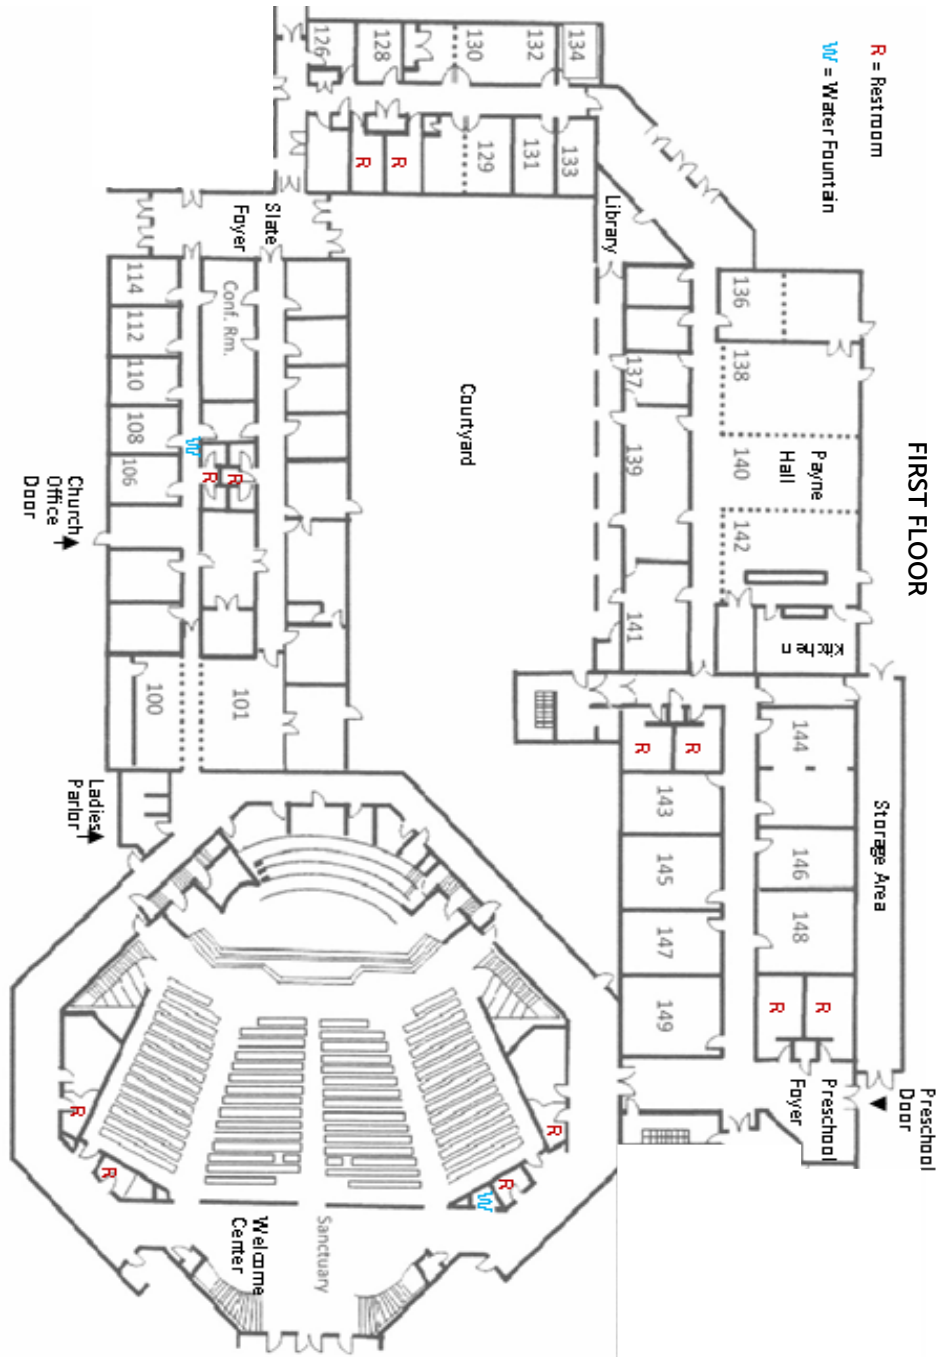 FIRST FLOOR
R = Restroom
W = Water Fountain
134
132
130
128
126
133
131
129
R
R
Library
Slate
Foyer
136
138
140
142
Payne
Hall
Kitchen
137
139
141
Courtyard
114
112
110
108
106
Conf. Rm.
W
R
R
Church
Office
Door
100
101
Ladies
Parlor
R
R
143
145
147
149
144
146
148
R
R
Storage Area
Preschool
Foyer
Preschool
Door
R
R
R
R
W
Sanctuary
Welcome
Center